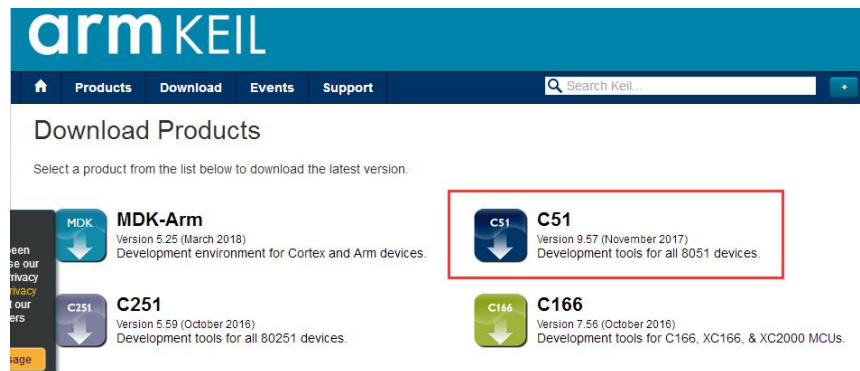 arm KEIL
Products Download Events Support
Search Keil...
+
Download Products
Select a product from the list below to download the latest version.
MDK
MDK-Arm
Version 5.25 (March 2018)
Development environment for Cortex and Arm devices.
C51
C51
Version 9.57 (November 2017)
Development tools for all 8051 devices.
C251
C251
Version 5.59 (October 2016)
Development tools for all 80251 devices.
C166
C166
Version 7.56 (October 2016)
Development tools for C166, XC166, & XC2000 MCUs.
our